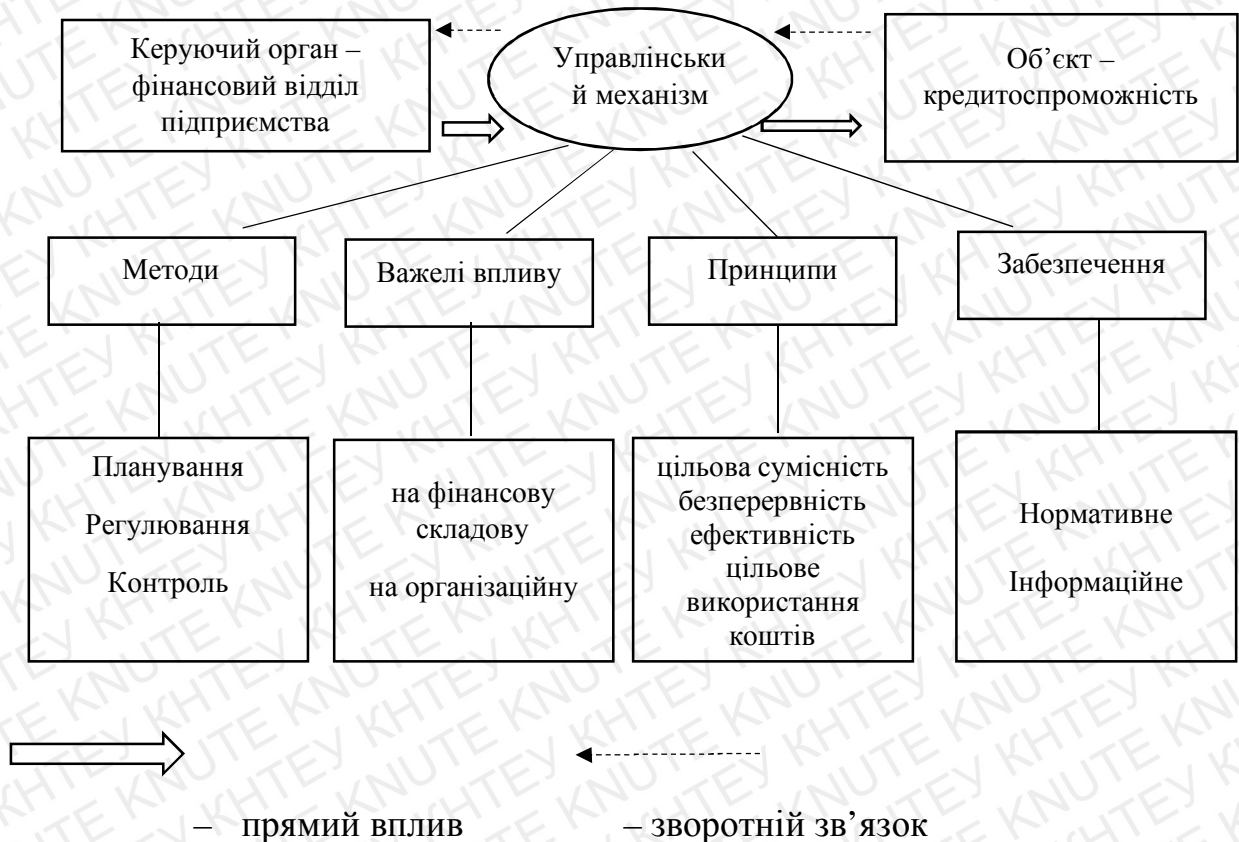 Керуючий орган –
фінансовий відділ
підприємства
Управлінськи
й механізм
Об’єкт –
кредитоспроможність
Методи
Важелі впливу
Принципи
Забезпечення
Планування
Регулювання
Контроль
на фінансову
складову
на організаційну
цільова сумісність
безперервність
ефективність
цільове
використання
коштів
Нормативне
Інформаційне
– прямий вплив
– зворотній зв’язок